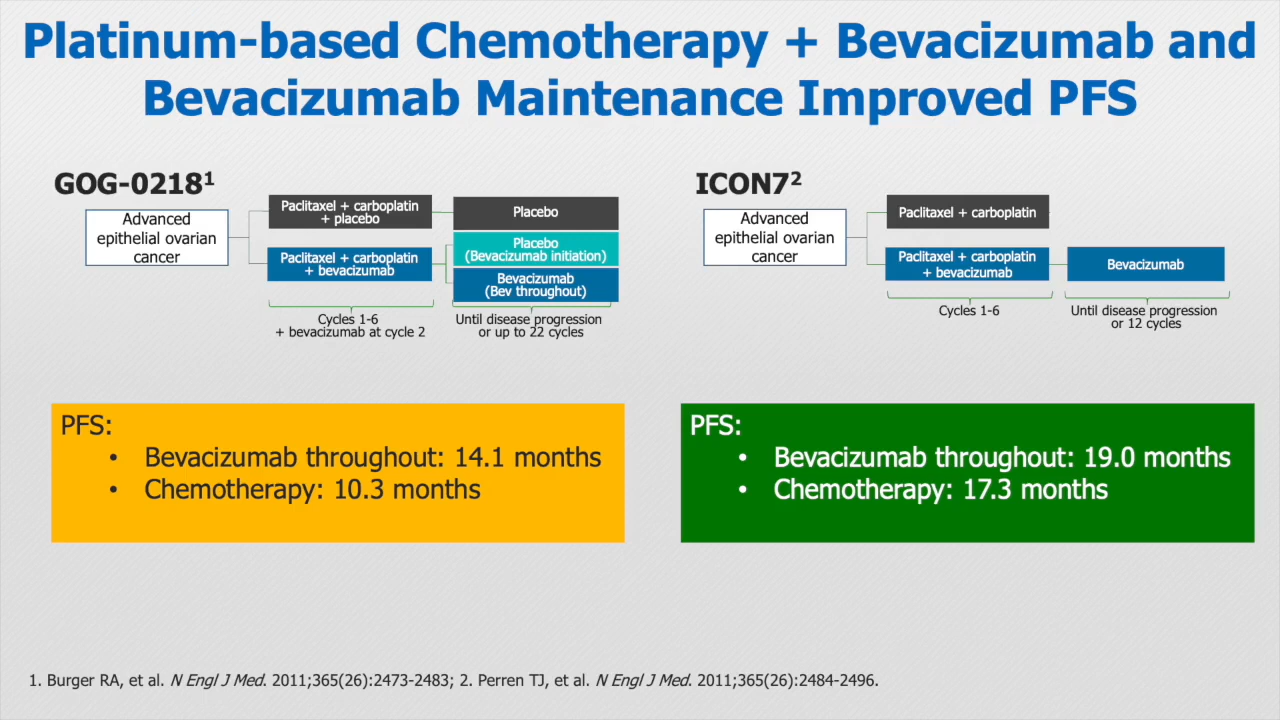 Platinum-based Chemotherapy + Bevacizumab and
Bevacizumab Maintenance Improved PFS
GOG-0218¹
Advanced
epithelial ovarian
cancer
Paclitaxel + carboplatin
+ placebo
Placebo
Paclitaxel + carboplatin
+ bevacizumab
Placebo
(Bevacizumab initiation)
Bevacizumab
(Bev throughout)
Cycles 1-6
+ bevacizumab at cycle 2
Until disease progression
or up to 22 cycles
ICON7²
Advanced
epithelial ovarian
cancer
Paclitaxel + carboplatin
Paclitaxel + carboplatin
+ bevacizumab
Bevacizumab
Cycles 1-6
Until disease progression
or 12 cycles
PFS:
• Bevacizumab throughout: 14.1 months
• Chemotherapy: 10.3 months
PFS:
• Bevacizumab throughout: 19.0 months
• Chemotherapy: 17.3 months
1. Burger RA, et al. N Engl J Med. 2011;365(26):2473-2483; 2. Perren TJ, et al. N Engl J Med. 2011;365(26):2484-2496.